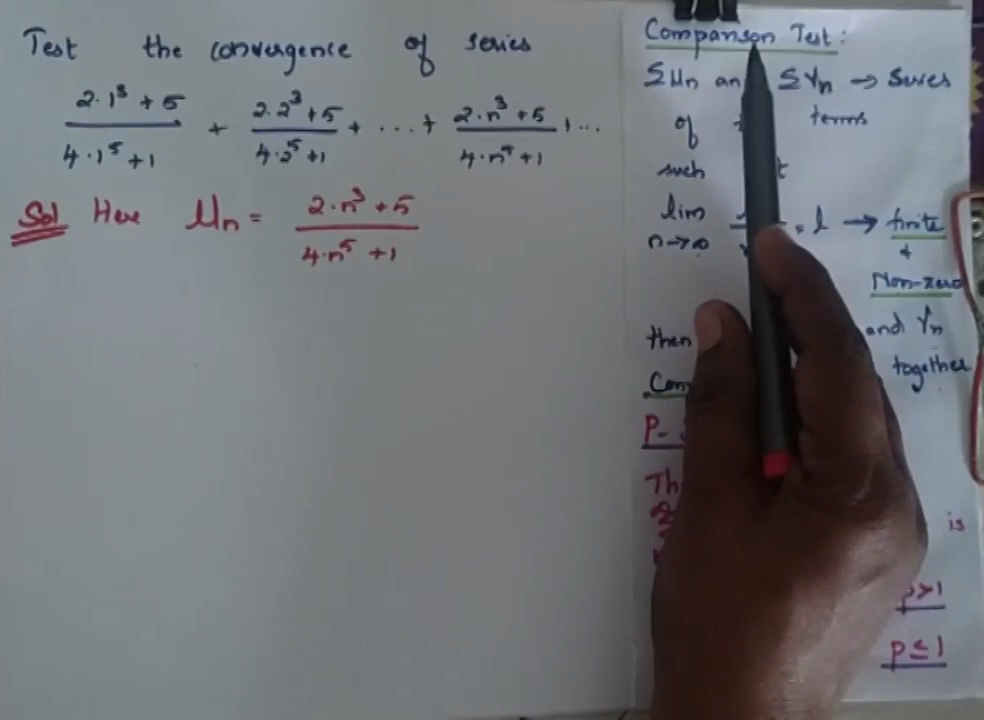 Test the convergence of series
2·1³ + 5 / 4·1⁵ + 1 + 2·2³ + 5 / 4·2⁵ + 1 + ... + 2·n³ + 5 / 4·n⁵ + 1 + ...
Sol Here Un = 2·n³ + 5 / 4·n⁵ + 1
Comparison Test:
ΣUn an ΣVn → Series
of terms
such
lim n→∞ = l → finite
&
Non-zero
then and Vn
together
P-
is
p>1
p ≤ 1